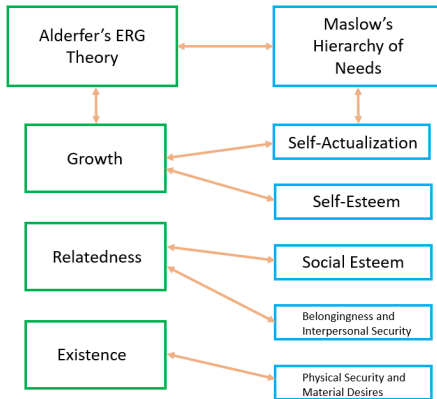 Alderfer's ERG
Theory
Maslow's
Hierarchy of
Needs
Growth
Self-Actualization
Self-Esteem
Relatedness
Social Esteem
Belongingness and
Interpersonal Security
Existence
Physical Security and
Material Desires